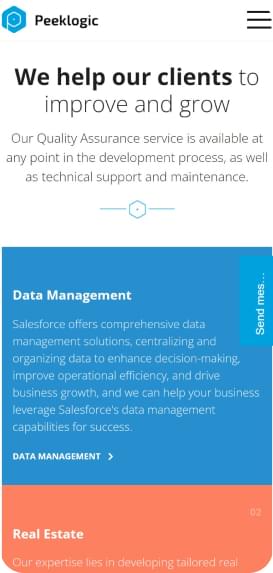 Peeklogic
We help our clients to
improve and grow
Our Quality Assurance service is available at
any point in the development process, as well
as technical support and maintenance.
Send mes...
Data Management
Salesforce offers comprehensive data
management solutions, centralizing and
organizing data to enhance decision-making,
improve operational efficiency, and drive
business growth, and we can help your business
leverage Salesforce's data management
capabilities for success.
DATA MANAGEMENT
02
Real Estate
Our expertise lies in developing tailored real